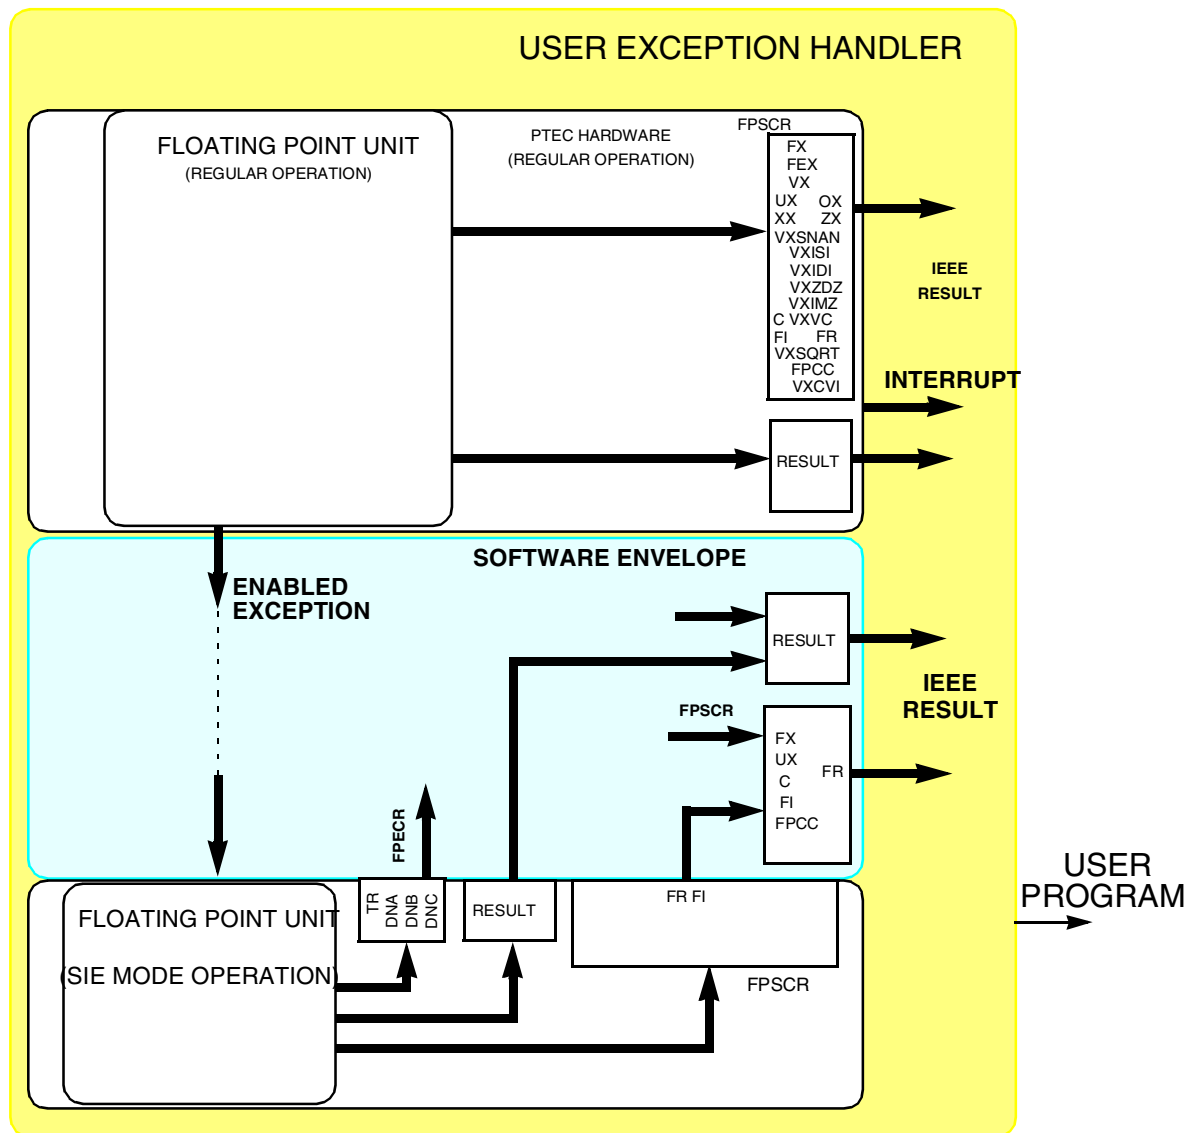 USER EXCEPTION HANDLER
FLOATING POINT UNIT
(REGULAR OPERATION)
PTEC HARDWARE
(REGULAR OPERATION)
FPSCR
FX
FEX
VX
UX OX
XX ZX
VXSNAN
VXISI
VXIDI
VXZDZ
VXIMZ
C VXVC
FI FR
VXSQRT
FPCC
VXCVI
IEEE
RESULT
INTERRUPT
RESULT
SOFTWARE ENVELOPE
ENABLED
EXCEPTION
RESULT
IEEE
RESULT
FPSCR
FX
UX
C
FR
FI
FPCC
FPECR
TR
DNA
DNB
DNC
RESULT
FR FI
FPSCR
FLOATING POINT UNIT
(SIE MODE OPERATION)
USER
PROGRAM